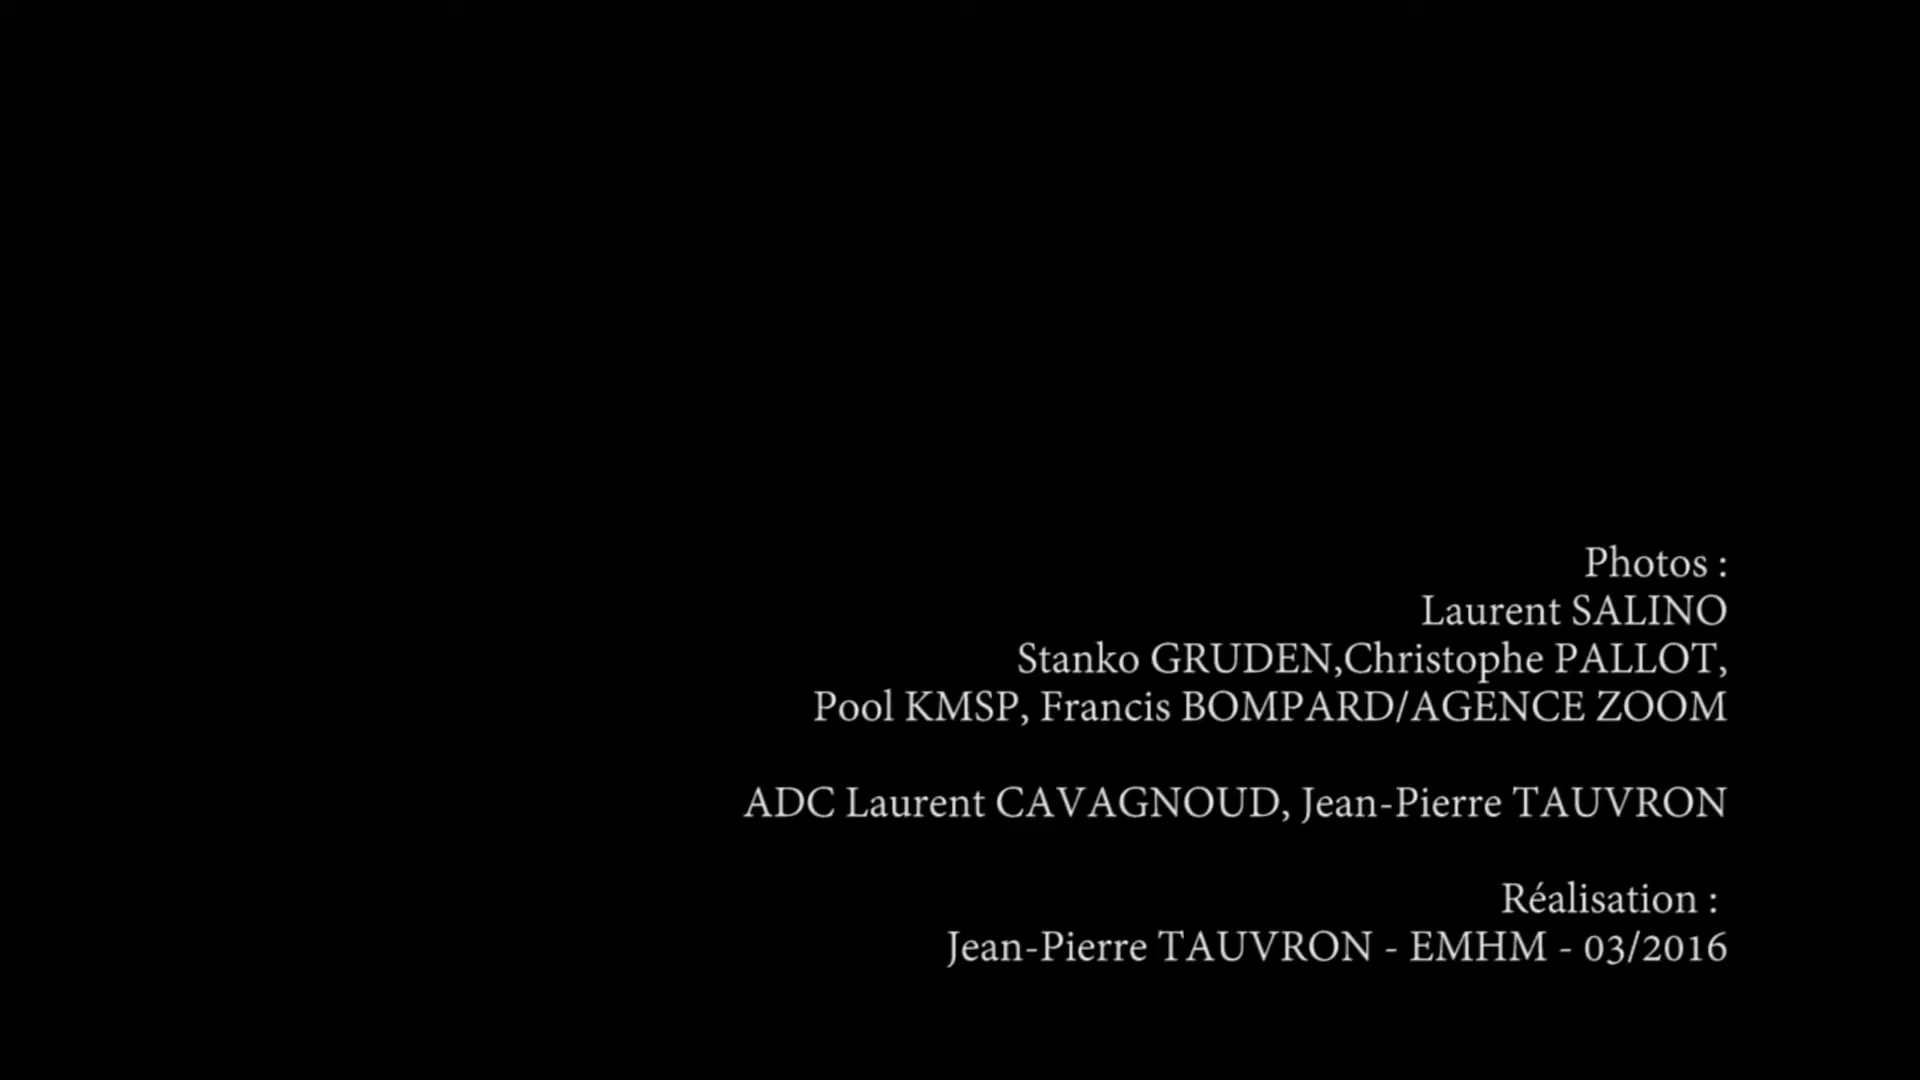 Photos :
Laurent SALINO
Stanko GRUDEN,Christophe PALLOT,
Pool KMSP, Francis BOMPARD/AGENCE ZOOM
ADC Laurent CAVAGNOUD, Jean-Pierre TAUVRON
Réalisation :
Jean-Pierre TAUVRON - EMHM - 03/2016